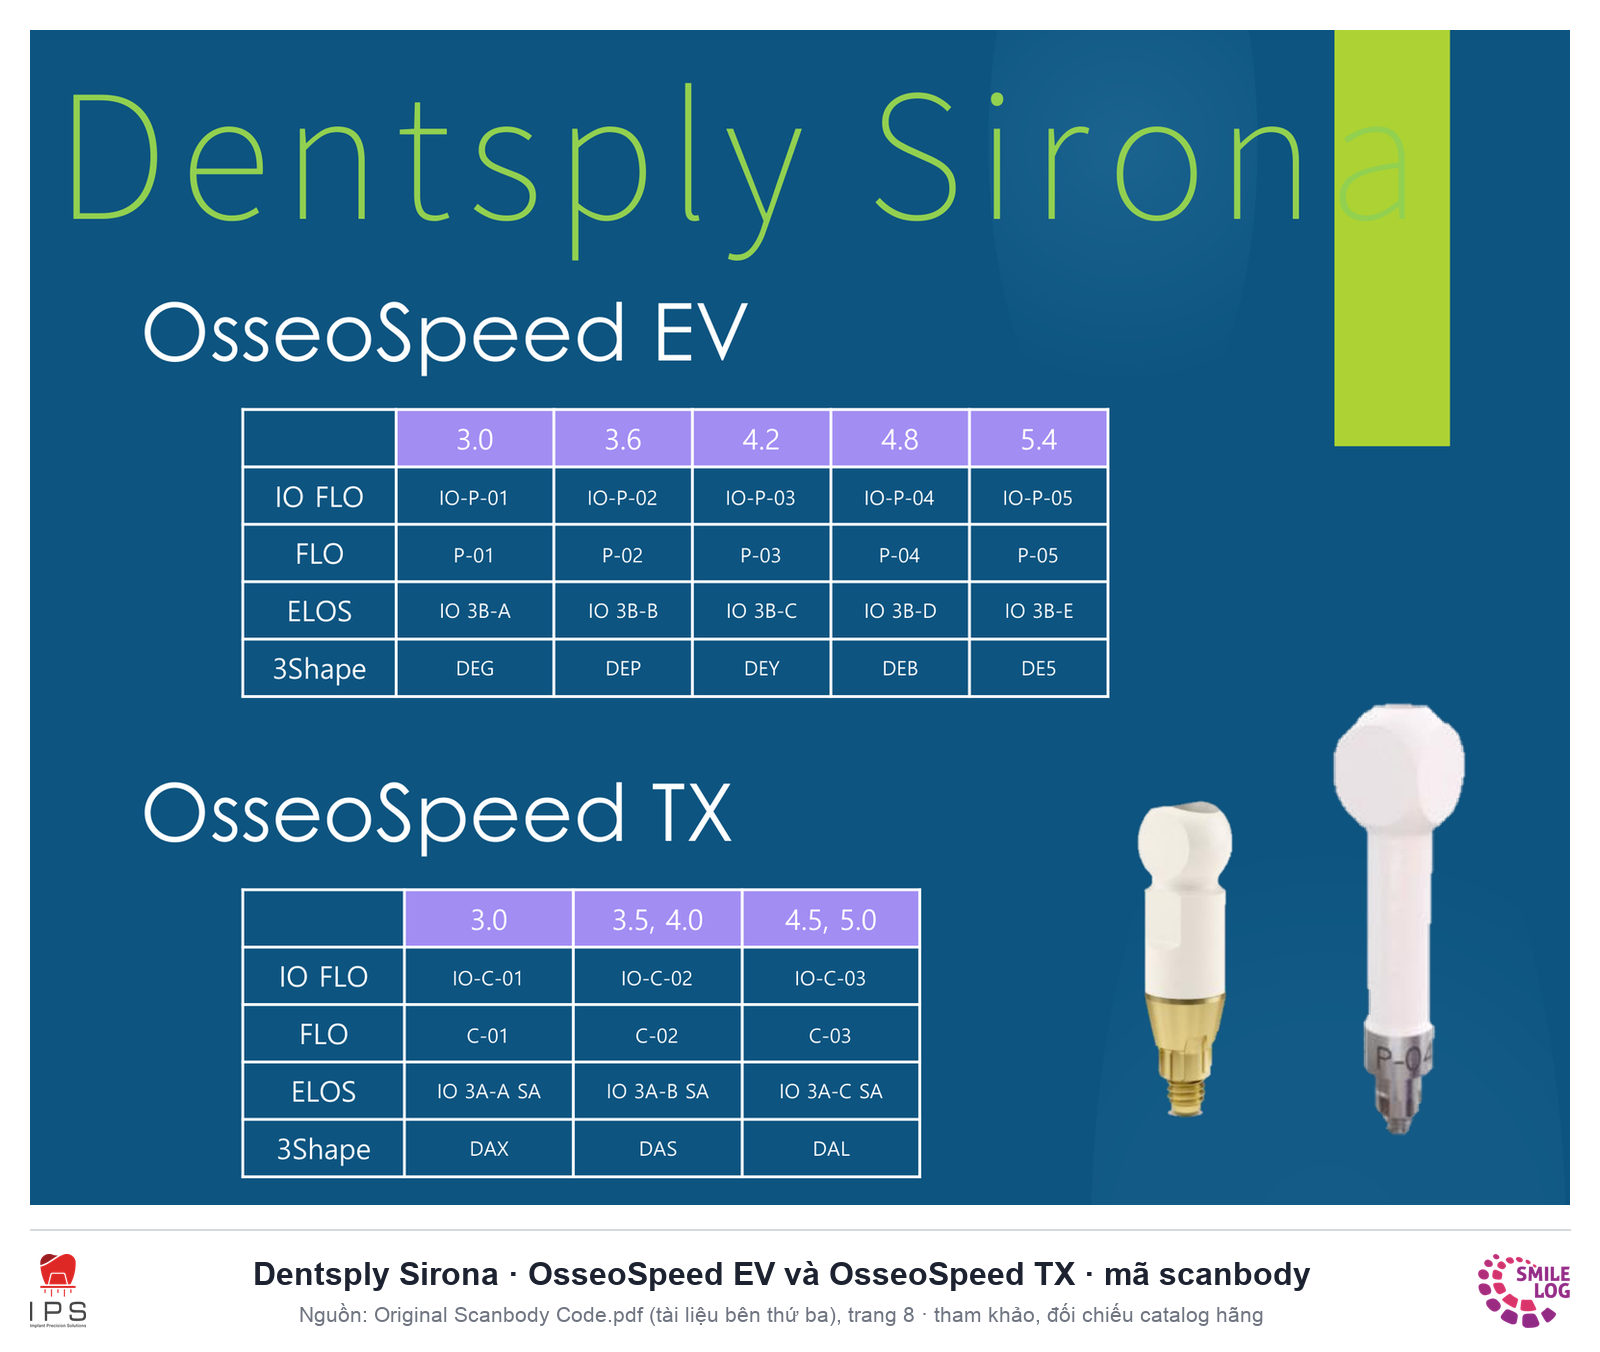 Dentsply Sirona
OsseoSpeed EV
3.0 3.6 4.2 4.8 5.4
IO FLO IO-P-01 IO-P-02 IO-P-03 IO-P-04 IO-P-05
FLO P-01 P-02 P-03 P-04 P-05
ELOS IO 3B-A IO 3B-B IO 3B-C IO 3B-D IO 3B-E
3Shape DEG DEP DEY DEB DE5
OsseoSpeed TX
3.0 3.5, 4.0 4.5, 5.0
IO FLO IO-C-01 IO-C-02 IO-C-03
FLO C-01 C-02 C-03
ELOS IO 3A-A SA IO 3A-B SA IO 3A-C SA
3Shape DAX DAS DAL
P-04
IPS
Implant Precision Solutions
Dentsply Sirona · OsseoSpeed EV và OsseoSpeed TX · mã scanbody
Nguồn: Original Scanbody Code.pdf (tài liệu bên thứ ba), trang 8 · tham khảo, đối chiếu catalog hãng
SMILE
LOG